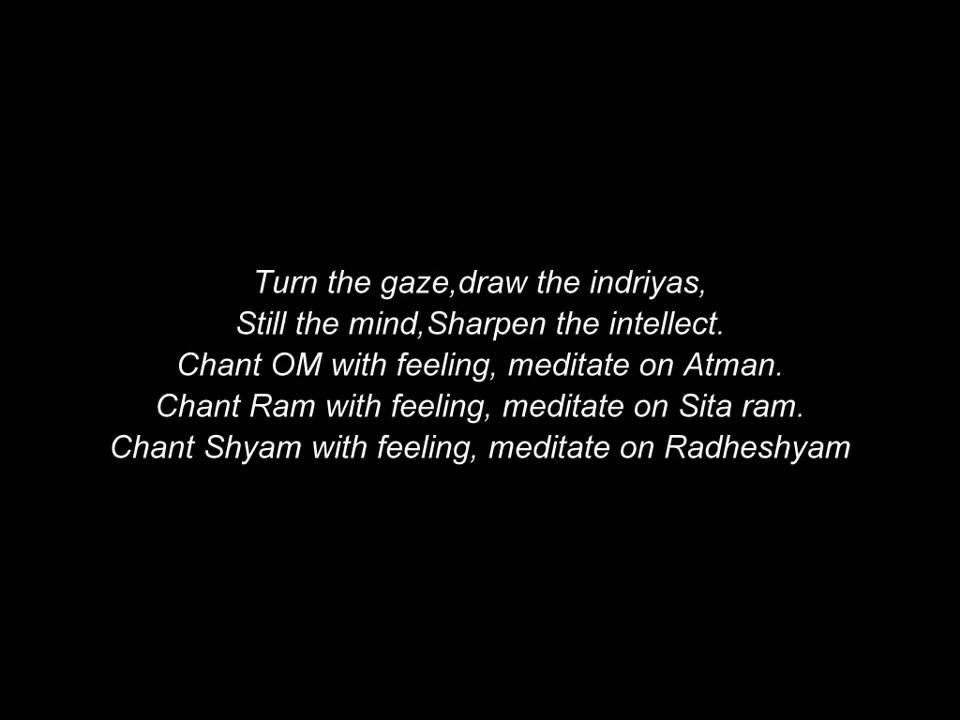 Turn the gaze,draw the indriyas,
Still the mind,Sharpen the intellect.
Chant OM with feeling, meditate on Atman.
Chant Ram with feeling, meditate on Sita ram.
Chant Shyam with feeling, meditate on Radheshyam